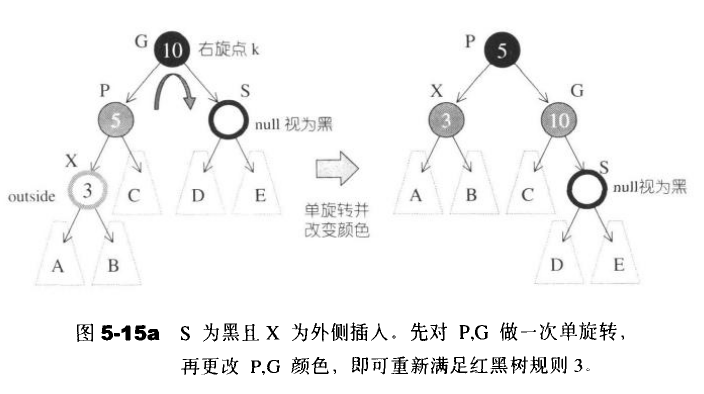 G 10 右旋点 k
P 5
P
S
X
G
5
null 视为黑
3
10
X
S
outside
3
C
D
E
A
B
C
null视为黑
单旋转并
改变颜色
A
B
D
E
图 5-15a S 为黑且 X 为外侧插入。先对 P,G 做一次单旋转，
再更改 P,G 颜色，即可重新满足红黑树规则 3。